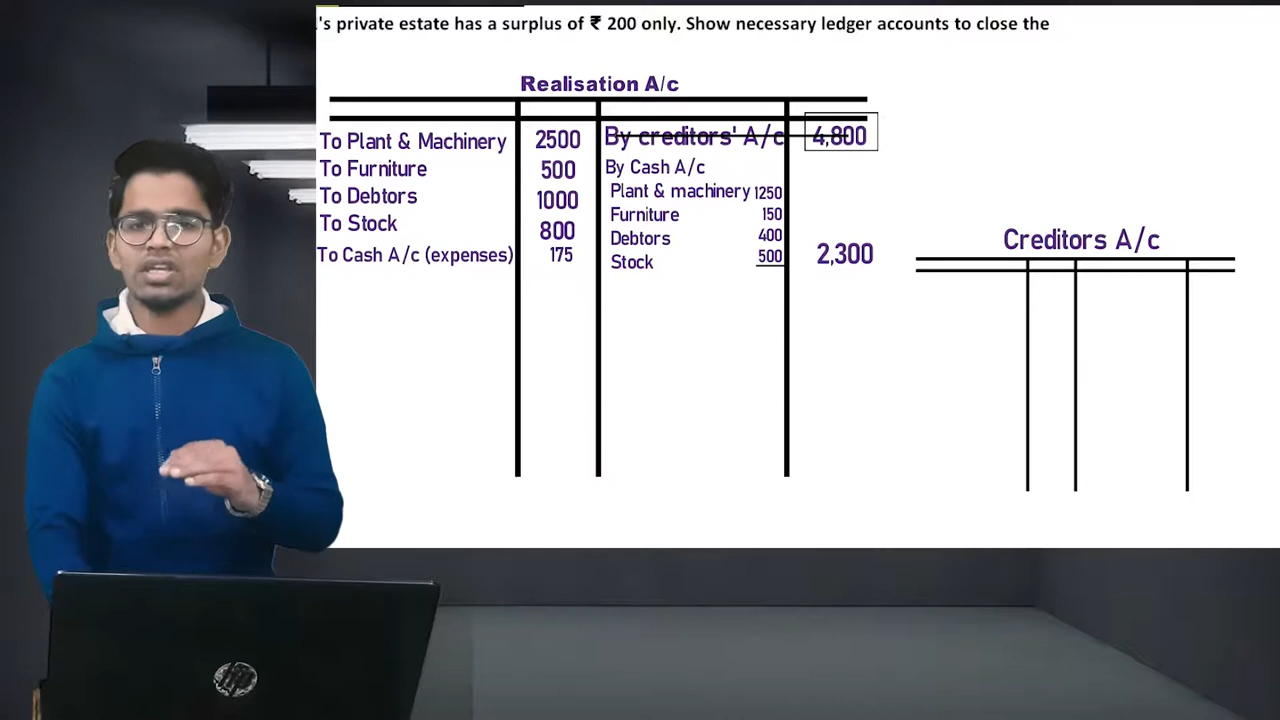 .'s private estate has a surplus of ₹ 200 only. Show necessary ledger accounts to close the
Realisation A/c
To Plant & Machinery 2500 By creditors' A/c 4,800
To Furniture 500 By Cash A/c
To Debtors 1000 Plant & machinery 1250
To Stock 800 Furniture 150
To Cash A/c (expenses) 175 Debtors 400
Stock 500 2,300
Creditors A/c
hp